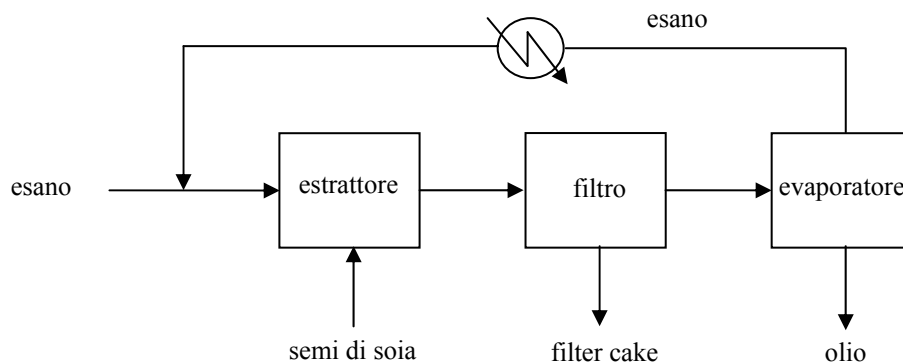 esano
esano
estrattore
filtro
evaporatore
semi di soia
filter cake
olio